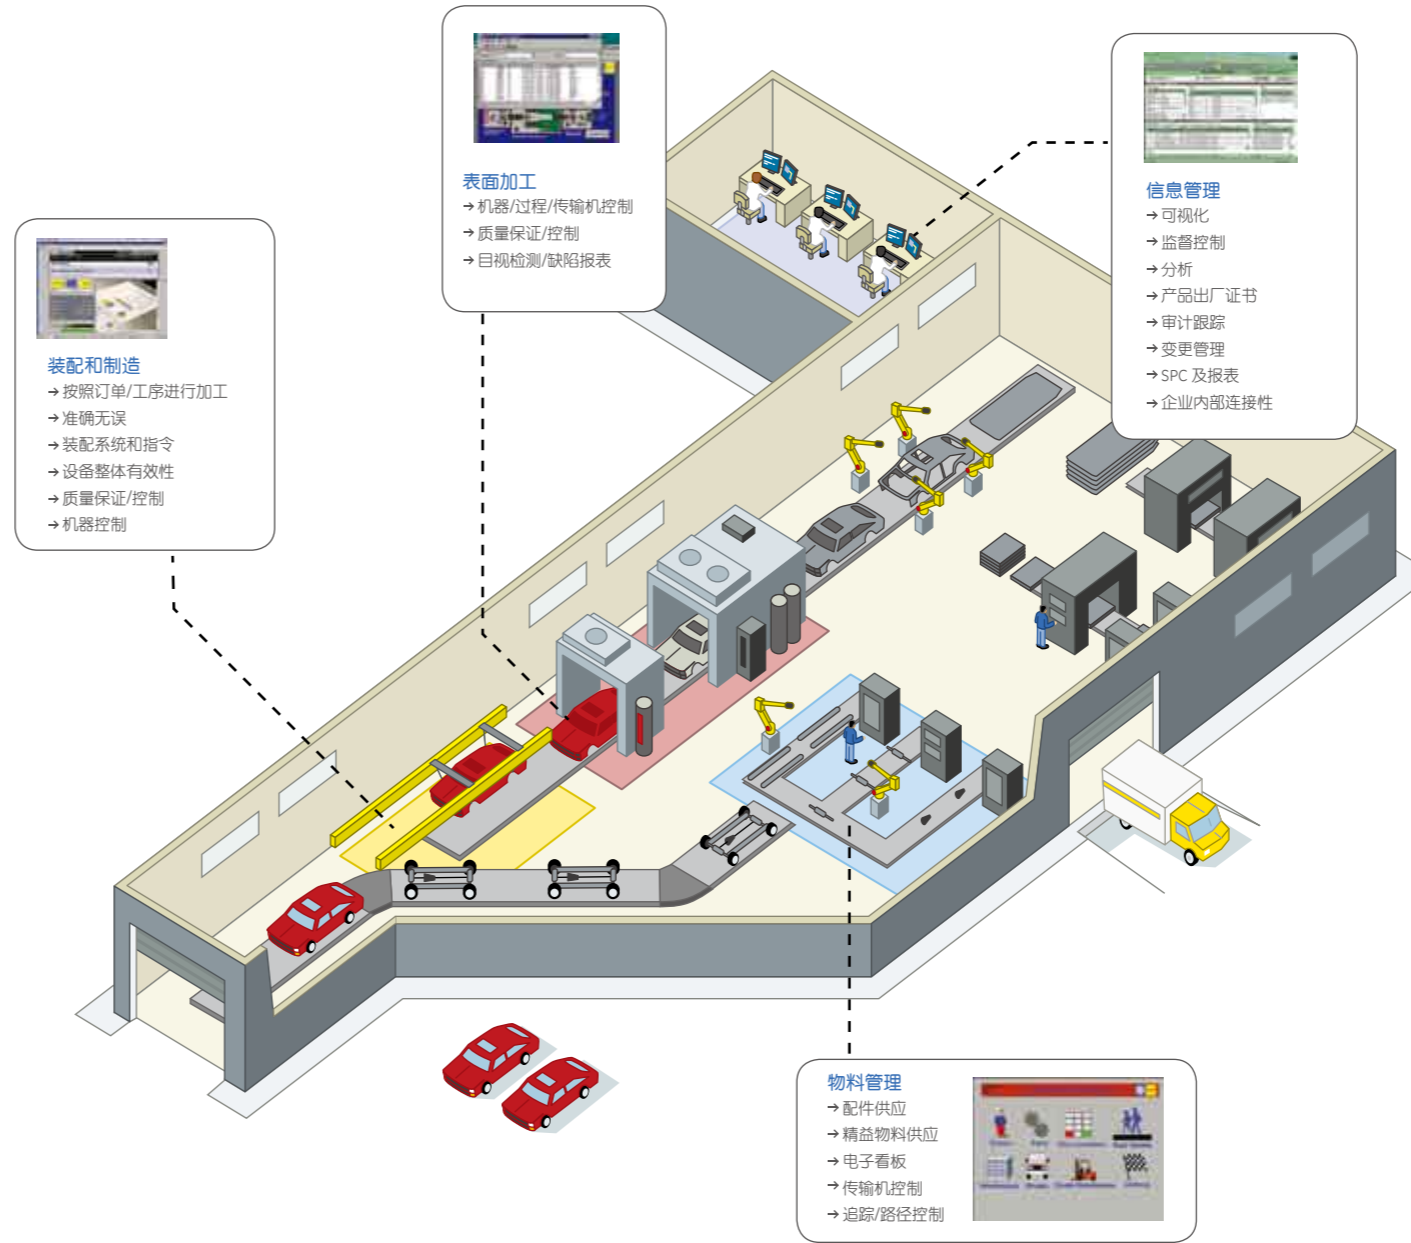 表面加工
→ 机器/过程/传输机控制
→ 质量保证/控制
→ 目视检测/缺陷报表
信息管理
→ 可视化
→ 监督控制
→ 分析
→ 产品出厂证书
→ 审计跟踪
→ 变更管理
→ SPC 及报表
→ 企业内部连接性
装配和制造
→ 按照订单/工序进行加工
→ 准确无误
→ 装配系统和指令
→ 设备整体有效性
→ 质量保证/控制
→ 机器控制
物料管理
→ 配件供应
→ 精益物料供应
→ 电子看板
→ 传输机控制
→ 追踪/路径控制